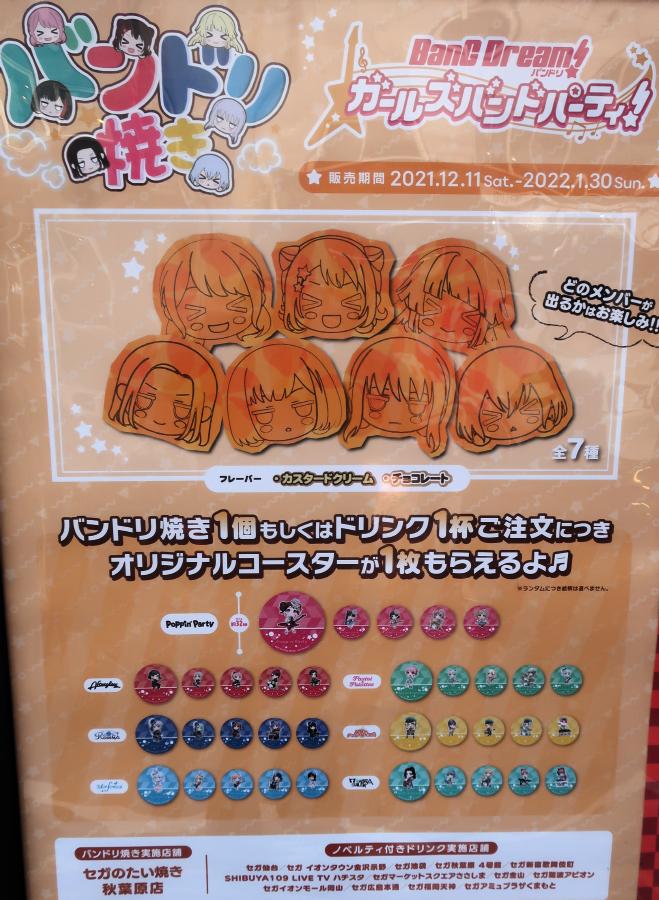 バンドリ
焼き
BanG Dream!
バンドリ!
ガールズバンドパーティ!
販売期間 2021.12.11 Sat.-2022.1.30 Sun.
どのメンバーが
出るかはお楽しみ!!
全7種
フレーバー ・カスタードクリーム ・チョコレート
バンドリ焼き1個もしくはドリンク1杯ご注文につき
オリジナルコースターが1枚もらえるよ♬
※ランダムにつき絵柄は選べません。
Poppin'Party
Afterglow
Pastel Palettes
Roselia
Morfonica
バンドリ焼き実施店舗
セガのたい焼き
秋葉原店
ノベルティ付きドリンク実施店舗
セガ仙台/セガ イオンタウン金沢示野/セガ池袋/セガ秋葉原 4号館/セガ新宿歌舞伎町
SHIBUYA109 LIVE TV ハチスタ/セガマーケットスクエアささしま/セガ金山/セガ難波アビオン
セガイオンモール岡山/セガ広島本通/セガ福岡天神/セガアミュプラザくまもと